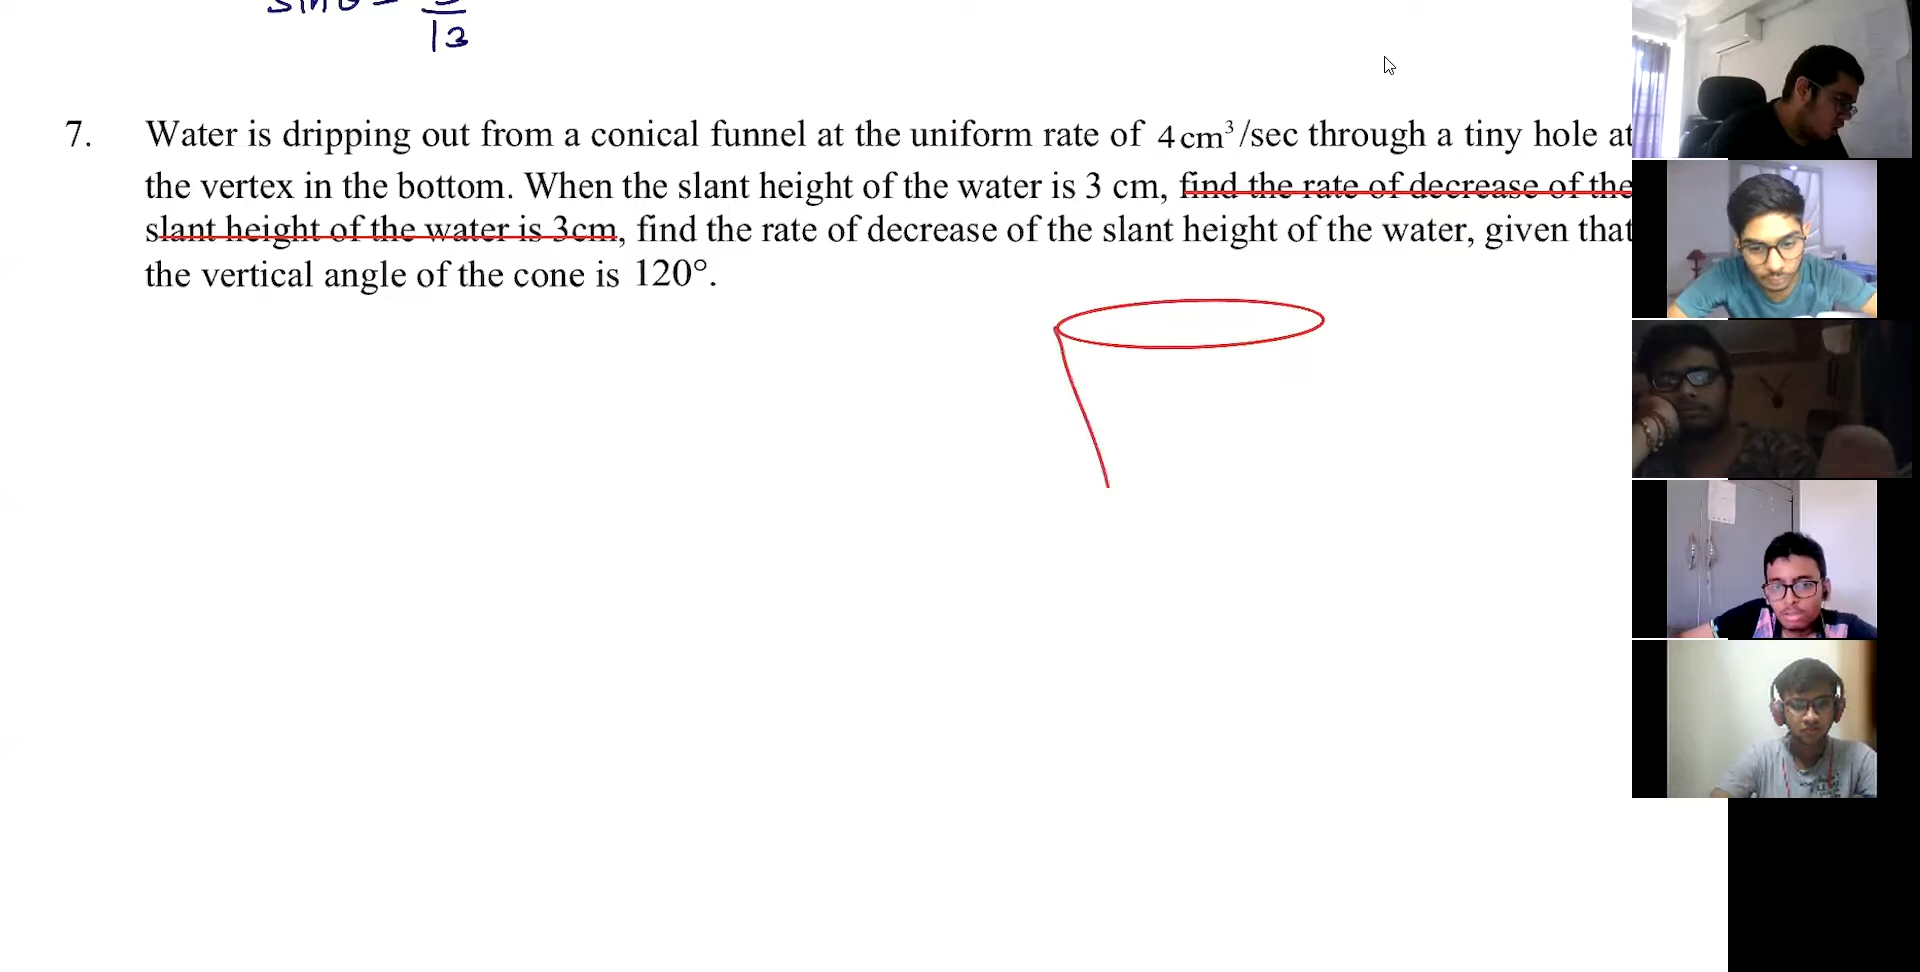 sinθ =
13
7. Water is dripping out from a conical funnel at the uniform rate of 4cm³/sec through a tiny hole at
the vertex in the bottom. When the slant height of the water is 3 cm, find the rate of decrease of the
slant height of the water is 3cm, find the rate of decrease of the slant height of the water, given that
the vertical angle of the cone is 120°.